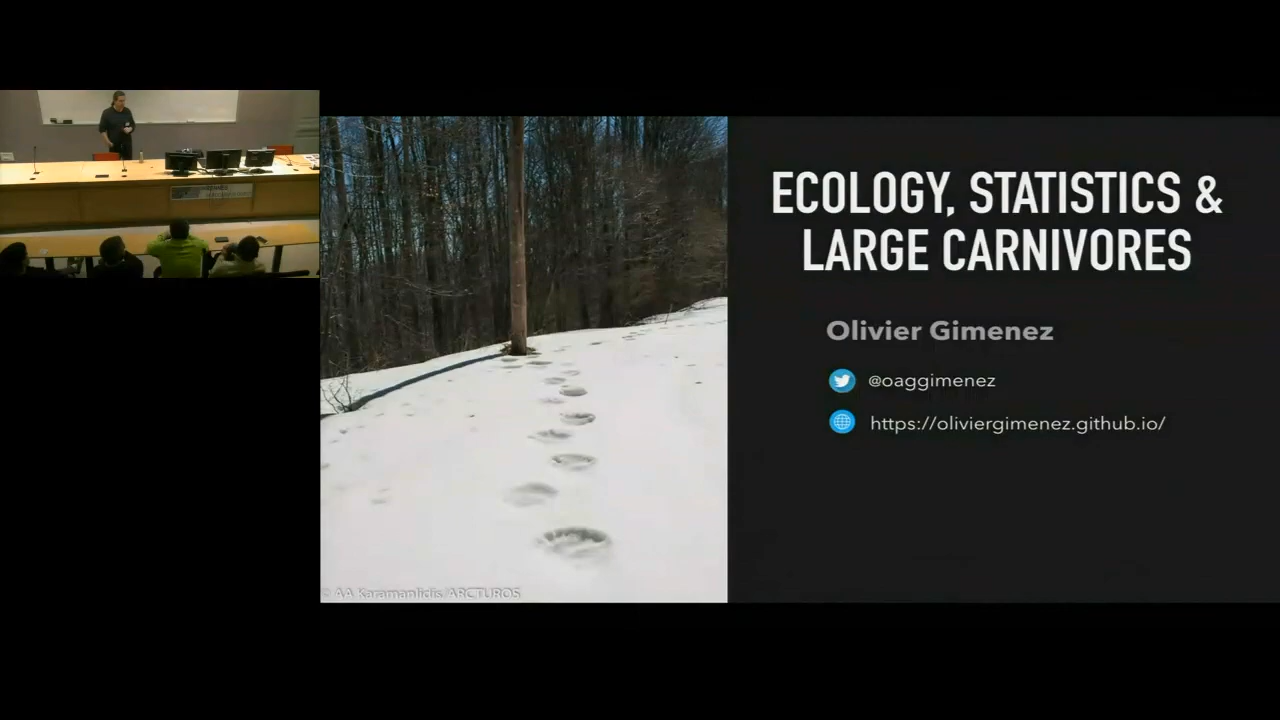 ECOLOGY, STATISTICS &
LARGE CARNIVORES
Olivier Gimenez
@oaggimenez
https://oliviergimenez.github.io/
© AA Karamanlidis/ARCTUROS